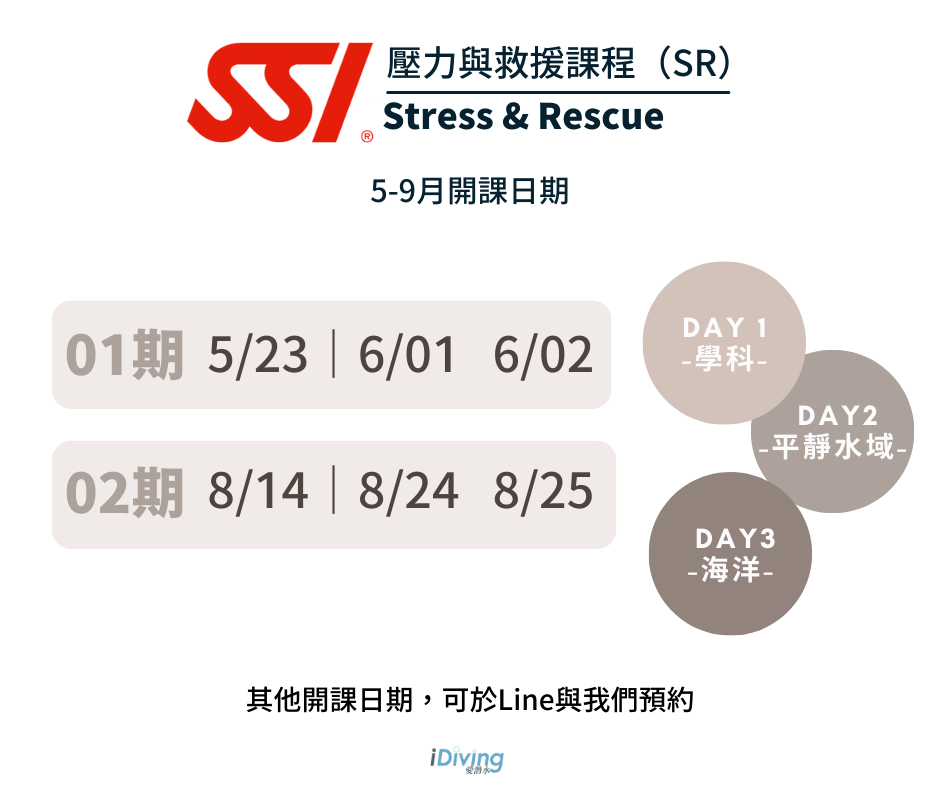 SSI®
壓力與救援課程（SR）
Stress & Rescue
5-9月開課日期
01期 5/23｜6/01 6/02
02期 8/14｜8/24 8/25
DAY 1
-學科-
DAY2
-平靜水域-
DAY3
-海洋-
其他開課日期，可於Line與我們預約
iDiving
愛潛水